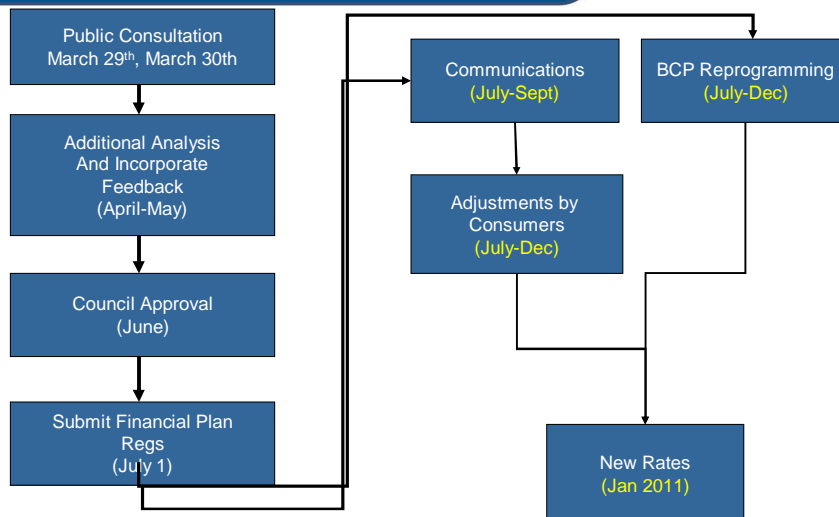 Public Consultation
March 29th, March 30th
Additional Analysis
And Incorporate
Feedback
(April-May)
Council Approval
(June)
Submit Financial Plan
Regs
(July 1)
Communications
(July-Sept)
Adjustments by
Consumers
(July-Dec)
BCP Reprogramming
(July-Dec)
New Rates
(Jan 2011)